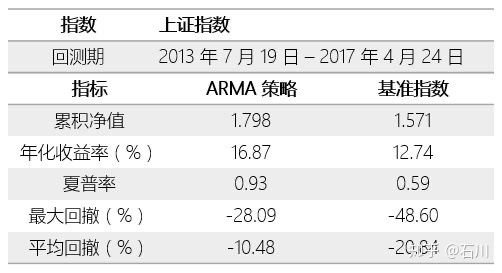 指数 上证指数
回测期 2013 年 7 月 19 日 – 2017 年 4 月 24 日
指标 ARMA 策略 基准指数
累积净值 1.798 1.571
年化收益率（%） 16.87 12.74
夏普率 0.93 0.59
最大回撤（%） -28.09 -48.60
平均回撤（%） -10.48 -20.84
知乎 @石川